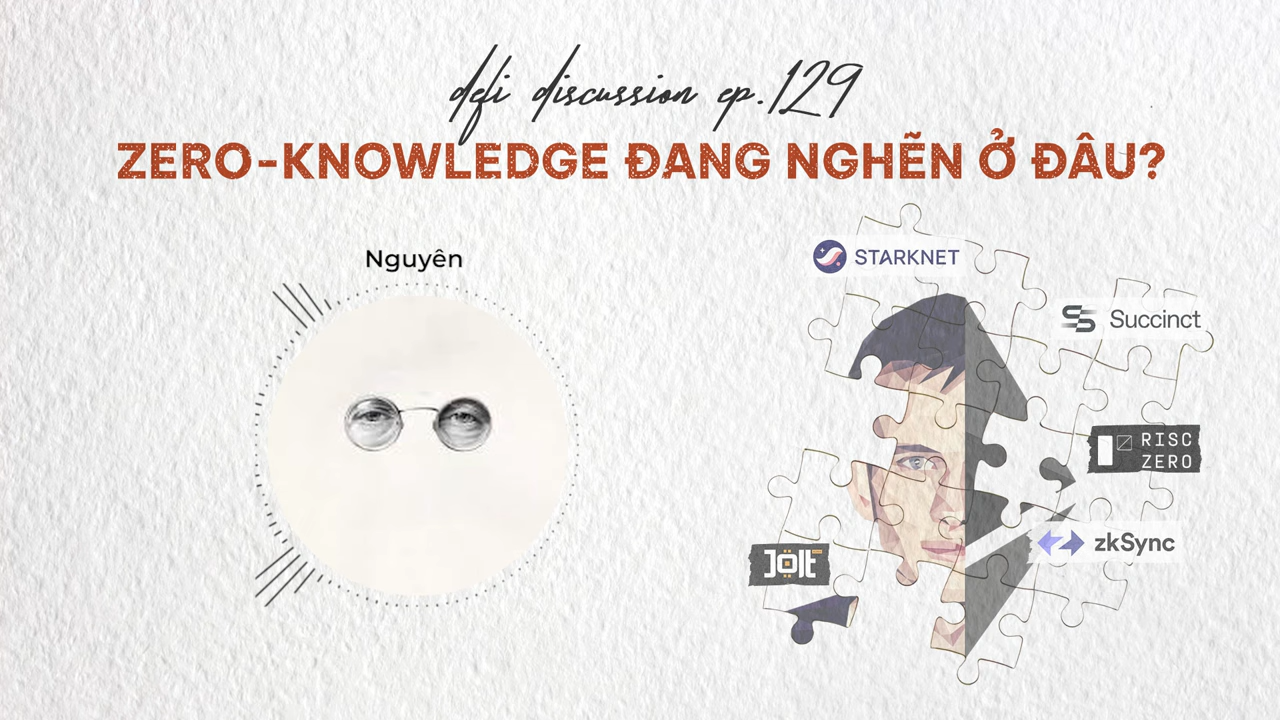 defi discussion ep.129
ZERO-KNOWLEDGE ĐANG NGHẼN Ở ĐÂU?
Nguyên
STARKNET
Succinct
RISC
ZERO
zkSync
Jolt